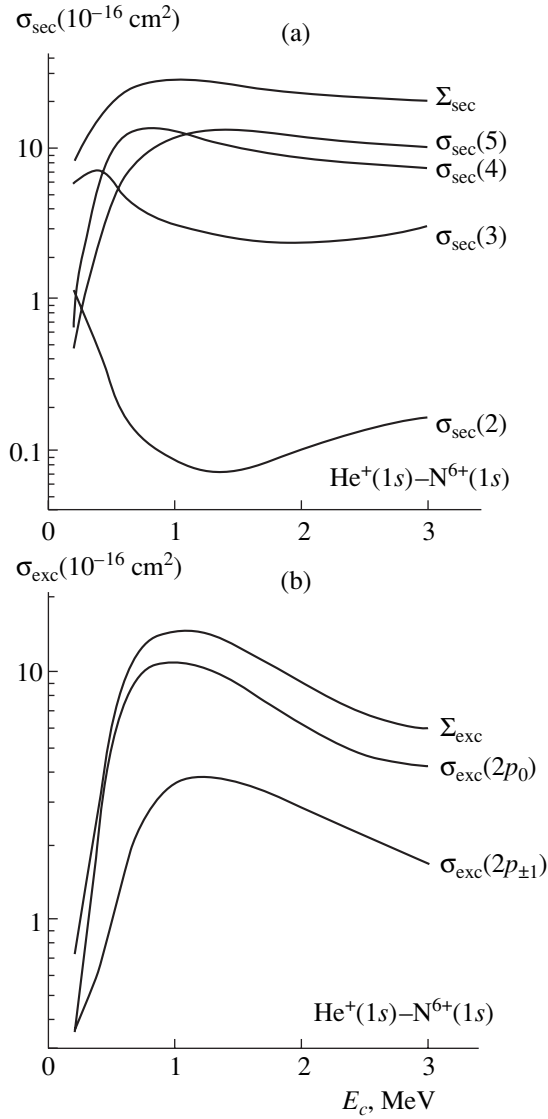 σsec(10−16 cm2)
(a)
Σsec
10
σsec(5)
σsec(4)
σsec(3)
1
σsec(2)
0.1
He+(1s)–N6+(1s)
0 1 2 3
σexc(10−16 cm2)
(b)
10
Σexc
σexc(2p0)
σexc(2p±1)
1
He+(1s)–N6+(1s)
0 1 2 3
Ec, MeV